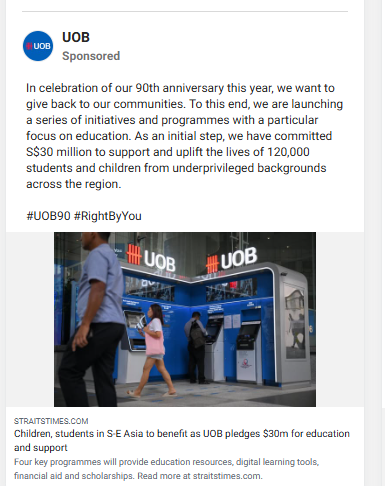 UOB
UOB
Sponsored
In celebration of our 90th anniversary this year, we want to
give back to our communities. To this end, we are launching
a series of initiatives and programmes with a particular
focus on education. As an initial step, we have committed
S$30 million to support and uplift the lives of 120,000
students and children from underprivileged backgrounds
across the region.
#UOB90 #RightByYou
UOB
UOB
STRAITSTIMES.COM
Children, students in S-E Asia to benefit as UOB pledges $30m for education
and support
Four key programmes will provide education resources, digital learning tools,
financial aid and scholarships. Read more at straitstimes.com.